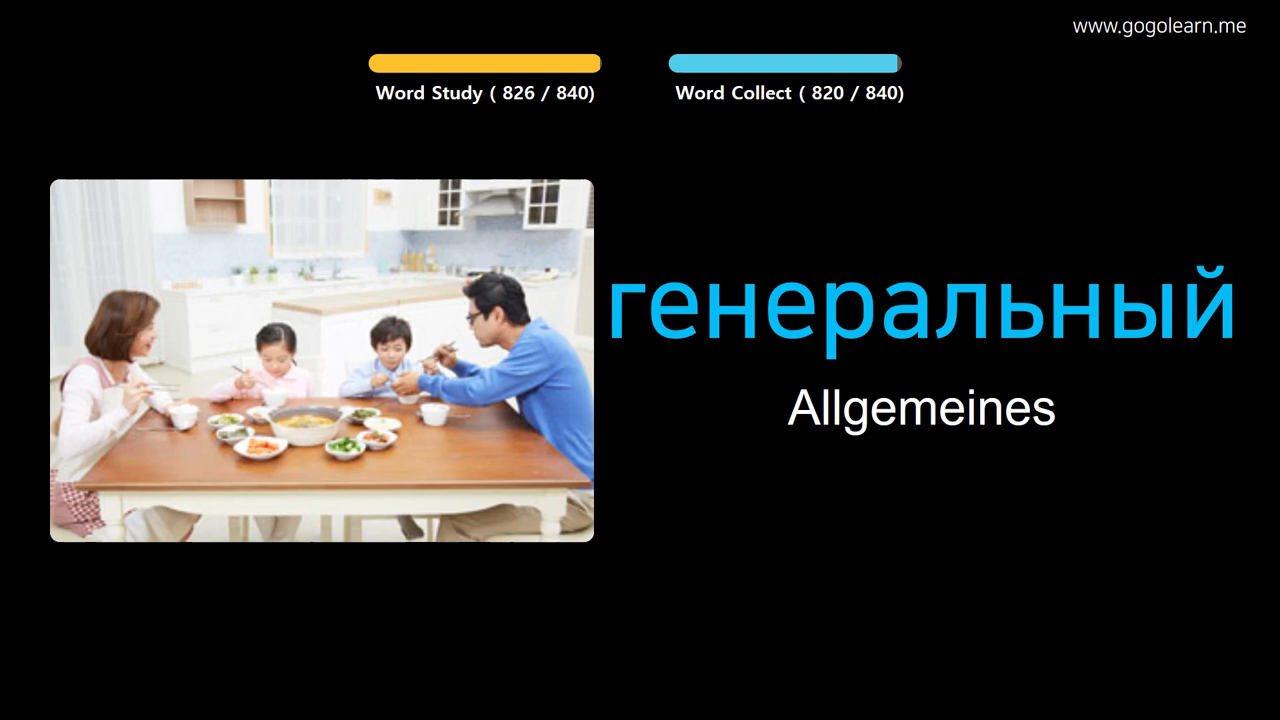 www.gogolearn.me
Word Study ( 826 / 840)
Word Collect ( 820 / 840)
генеральный
Allgemeines